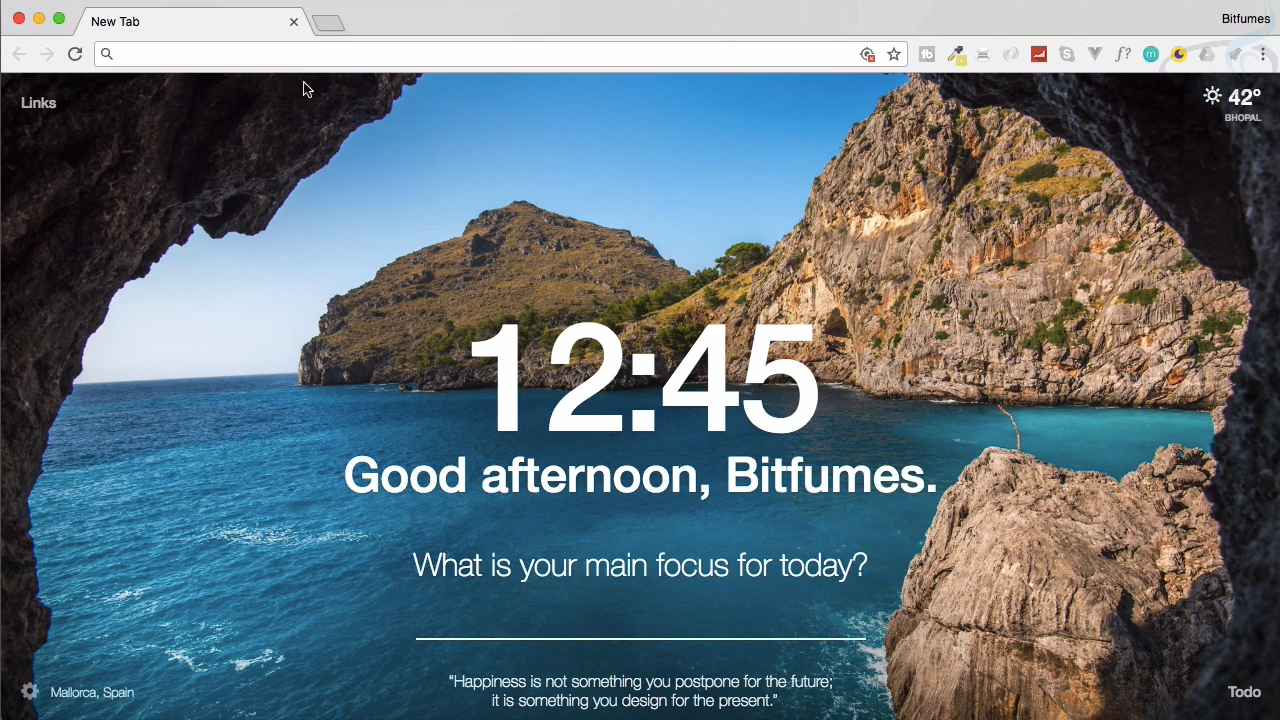 New Tab
Bitfumes
Links
42°
BHOPAL
12:45
Good afternoon, Bitfumes.
What is your main focus for today?
“Happiness is not something you postpone for the future;
it is something you design for the present.”
Mallorca, Spain
Todo